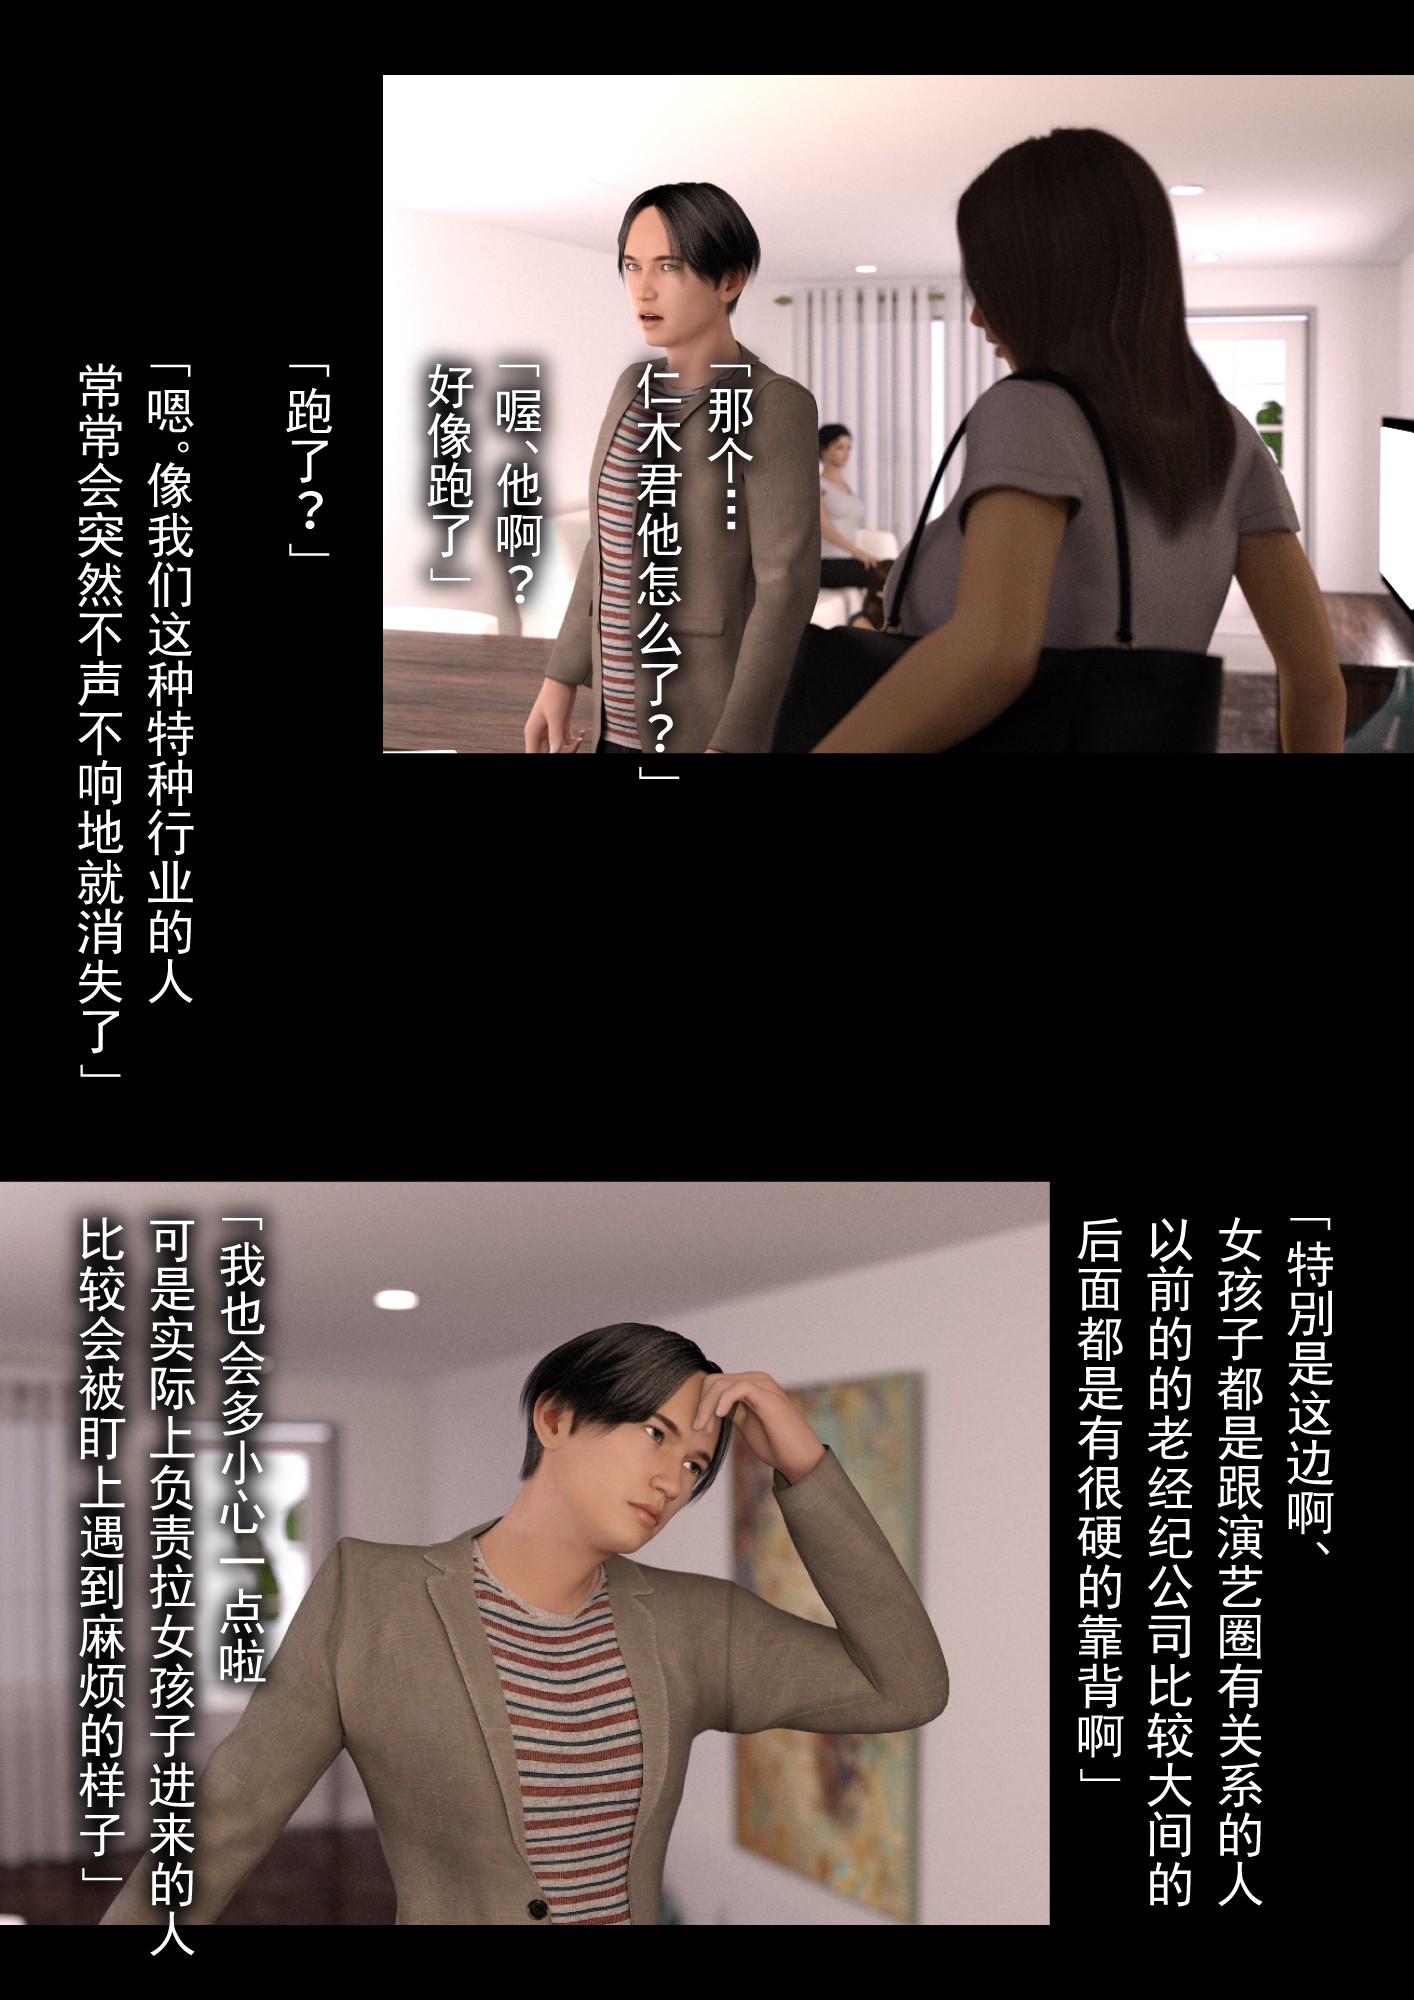 「那个…
仁木君他怎么了？」
「喔、他啊？
好像跑了」
「跑了？」
「嗯。像我们这种特种行业的人
常常会突然不声不响地就消失了」
「特別是这边啊、
女孩子都是跟演艺圈有关系的人
以前的的老经纪公司比较大间的
后面都是有很硬的靠背啊」
「我也会多小心一点啦
可是实际上负责拉女孩子进来的人
比较会被盯上遇到麻烦的样子」